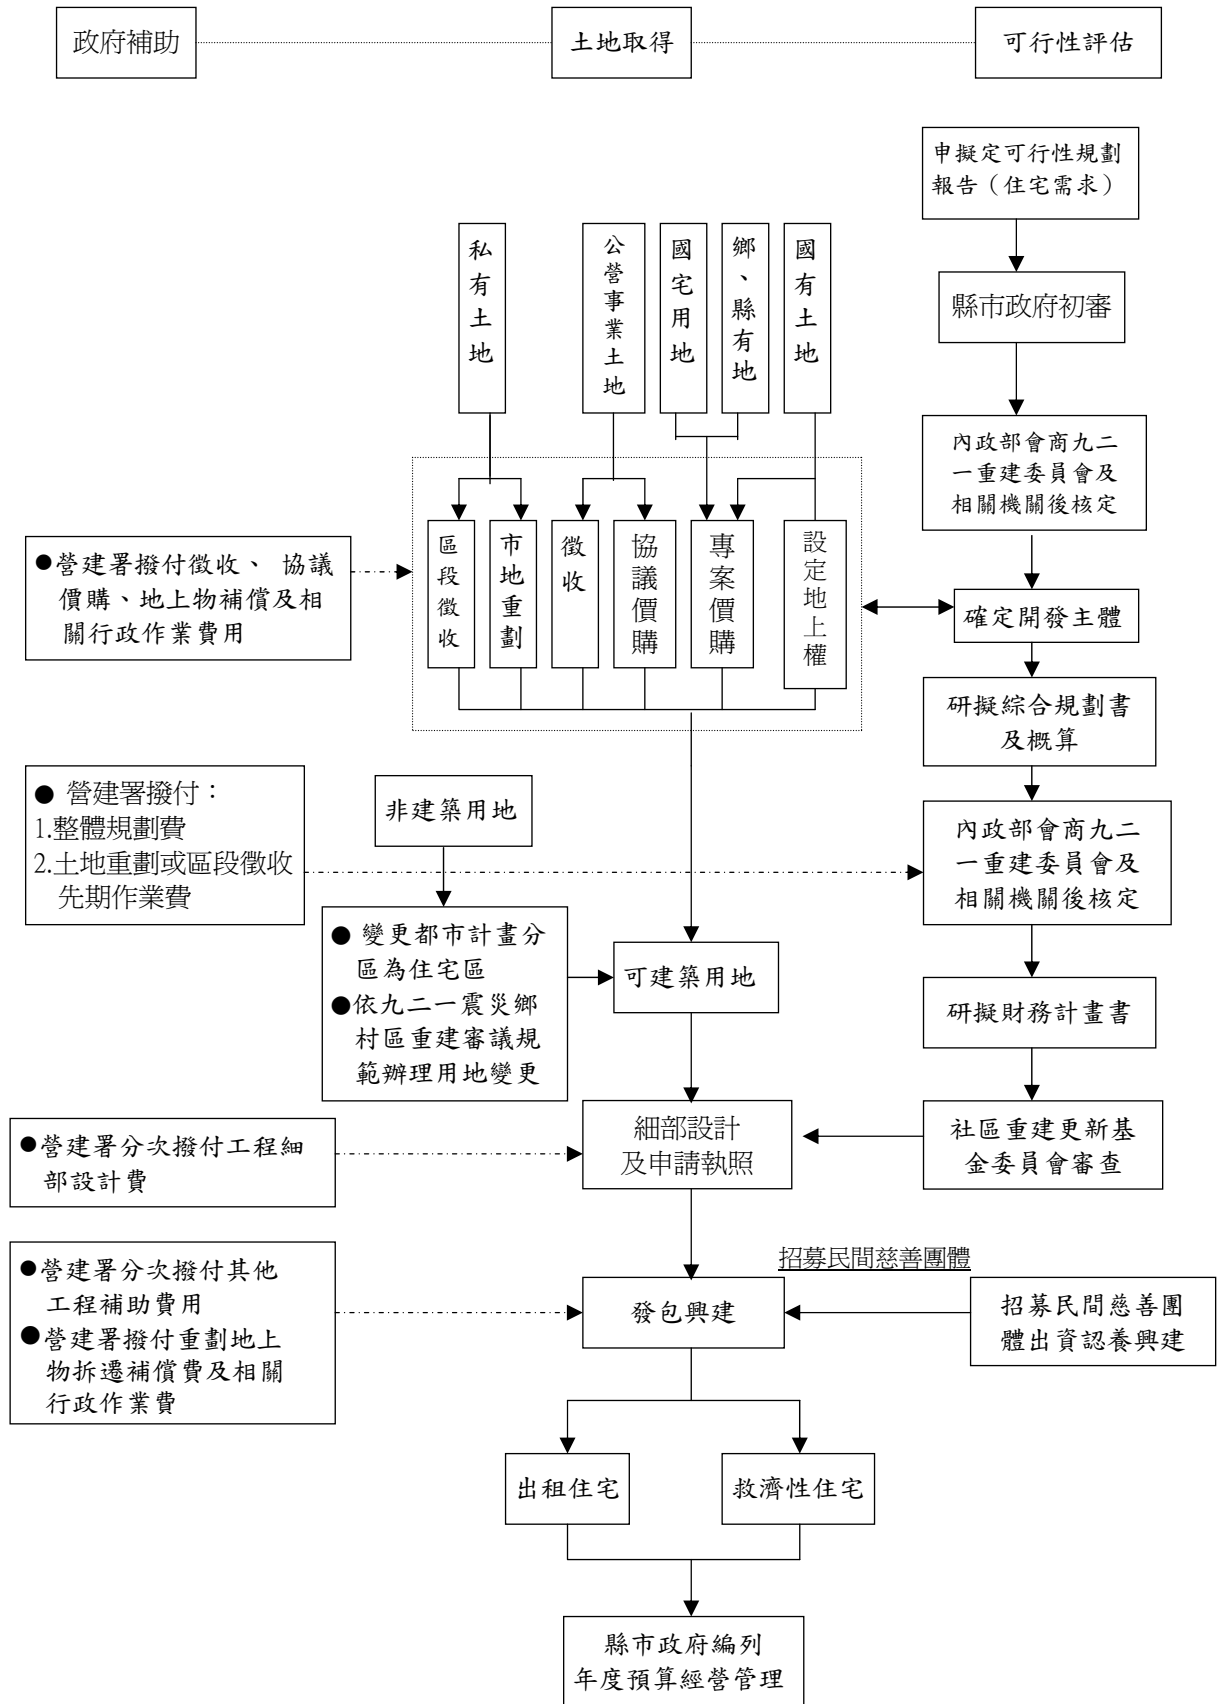 政府補助
土地取得
可行性評估
申擬定可行性規劃
報告（住宅需求）
縣市政府初審
內政部會商九二
一重建委員會及
相關機關後核定
確定開發主體
研擬綜合規劃書
及概算
內政部會商九二
一重建委員會及
相關機關後核定
研擬財務計畫書
社區重建更新基
金委員會審查
私有土地
公營事業土地
國宅用地
鄉、縣有地
國有土地
區段徵收
市地重劃
徵收
協議價購
專案價購
設定地上權
●營建署撥付徵收、 協議
價購、地上物補償及相
關行政作業費用
● 營建署撥付：
1.整體規劃費
2.土地重劃或區段徵收
先期作業費
非建築用地
● 變更都市計畫分
區為住宅區
●依九二一震災鄉
村區重建審議規
範辦理用地變更
可建築用地
●營建署分次撥付工程細
部設計費
細部設計
及申請執照
●營建署分次撥付其他
工程補助費用
●營建署撥付重劃地上
物拆遷補償費及相關
行政作業費
發包興建
招募民間慈善團體
招募民間慈善團
體出資認養興建
出租住宅
救濟性住宅
縣市政府編列
年度預算經營管理